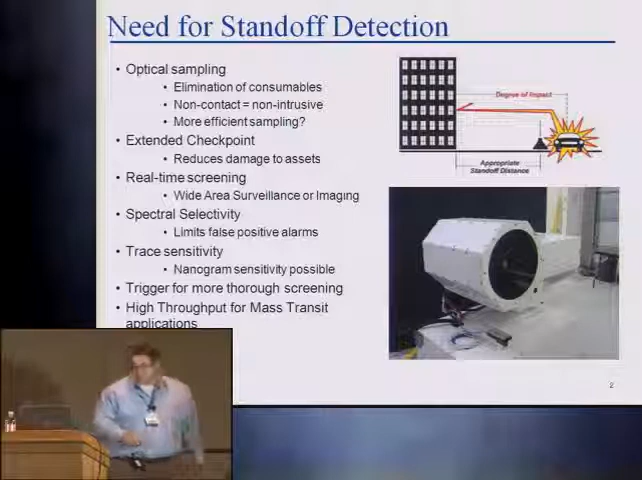 Need for Standoff Detection
• Optical sampling
• Elimination of consumables
• Non-contact = non-intrusive
• More efficient sampling?
• Extended Checkpoint
• Reduces damage to assets
• Real-time screening
• Wide Area Surveillance or Imaging
• Spectral Selectivity
• Limits false positive alarms
• Trace sensitivity
• Nanogram sensitivity possible
• Trigger for more thorough screening
• High Throughput for Mass Transit
applications
Degree of Impact
Appropriate
Standoff Distance
2